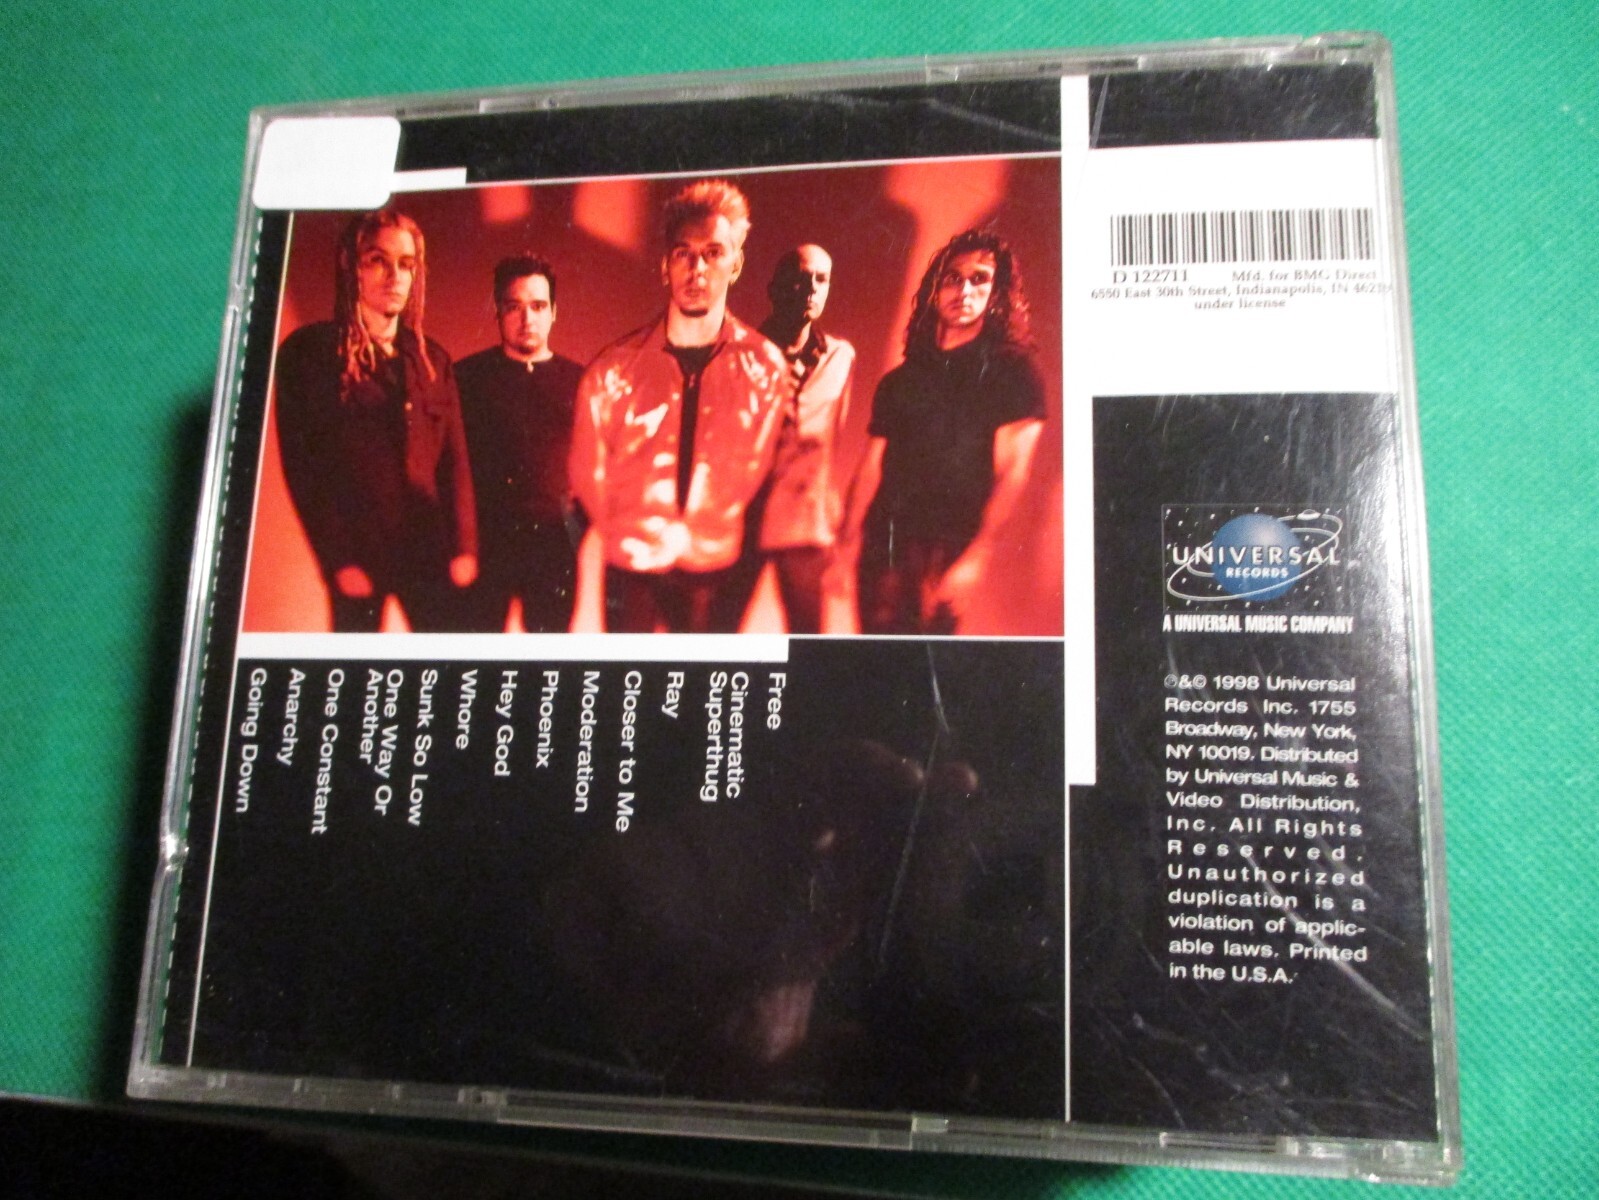 D 122711 Mfd. for BMG Direct
6550 East 30th Street, Indianapolis, IN
under license
UNIVERSAL
RECORDS
A UNIVERSAL MUSIC COMPANY
℗&© 1998 Universal
Records Inc. 1755
Broadway, New York,
NY 10019. Distributed
by Universal Music &
Video Distribution,
Inc. All Rights
Reserved.
Unauthorized
duplication is a
violation of applic-
able laws. Printed
in the U.S.A.
Free
Cinematic
Superthug
Ray
Closer to Me
Moderation
Phoenix
Hey God
Whore
Sunk So Low
One Way Or
Another
One Constant
Anarchy
Going Down